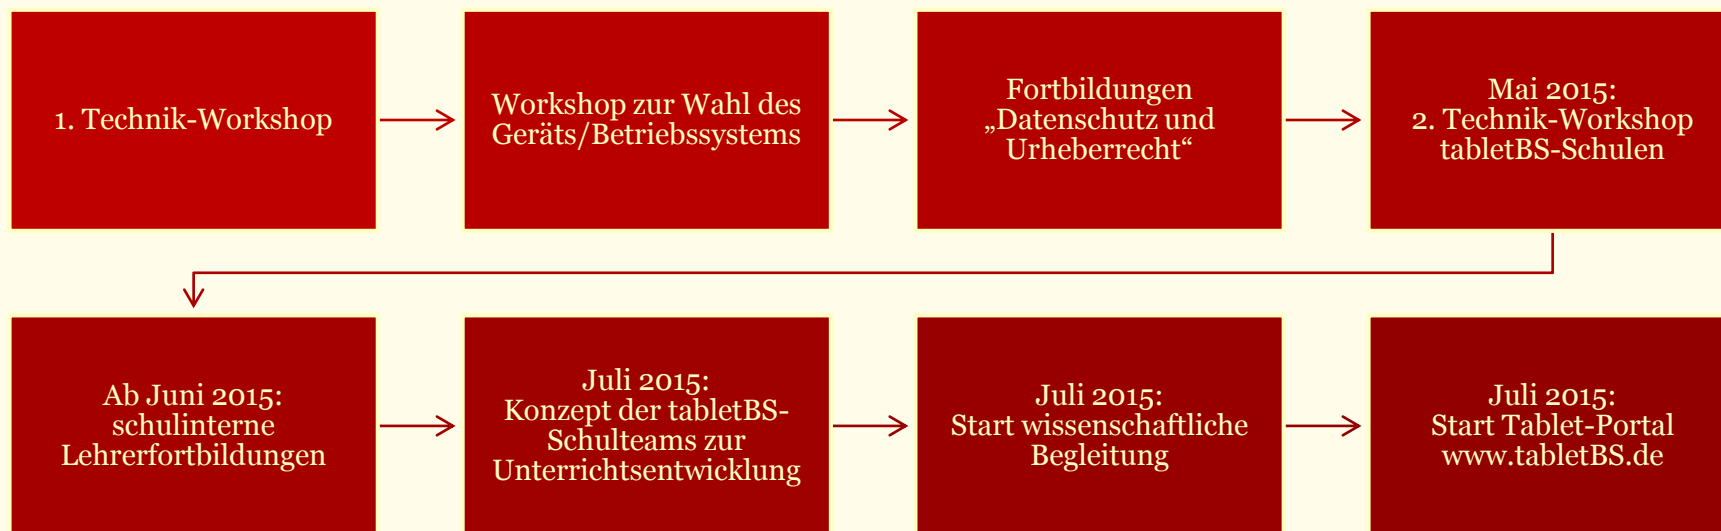 1. Technik-Workshop
Workshop zur Wahl des
Geräts/Betriebssystems
Fortbildungen
„Datenschutz und
Urheberrecht“
Mai 2015:
2. Technik-Workshop
tabletBS-Schulen
Ab Juni 2015:
schulinterne
Lehrerfortbildungen
Juli 2015:
Konzept der tabletBS-
Schulteams zur
Unterrichtsentwicklung
Juli 2015:
Start wissenschaftliche
Begleitung
Juli 2015:
Start Tablet-Portal
www.tabletBS.de